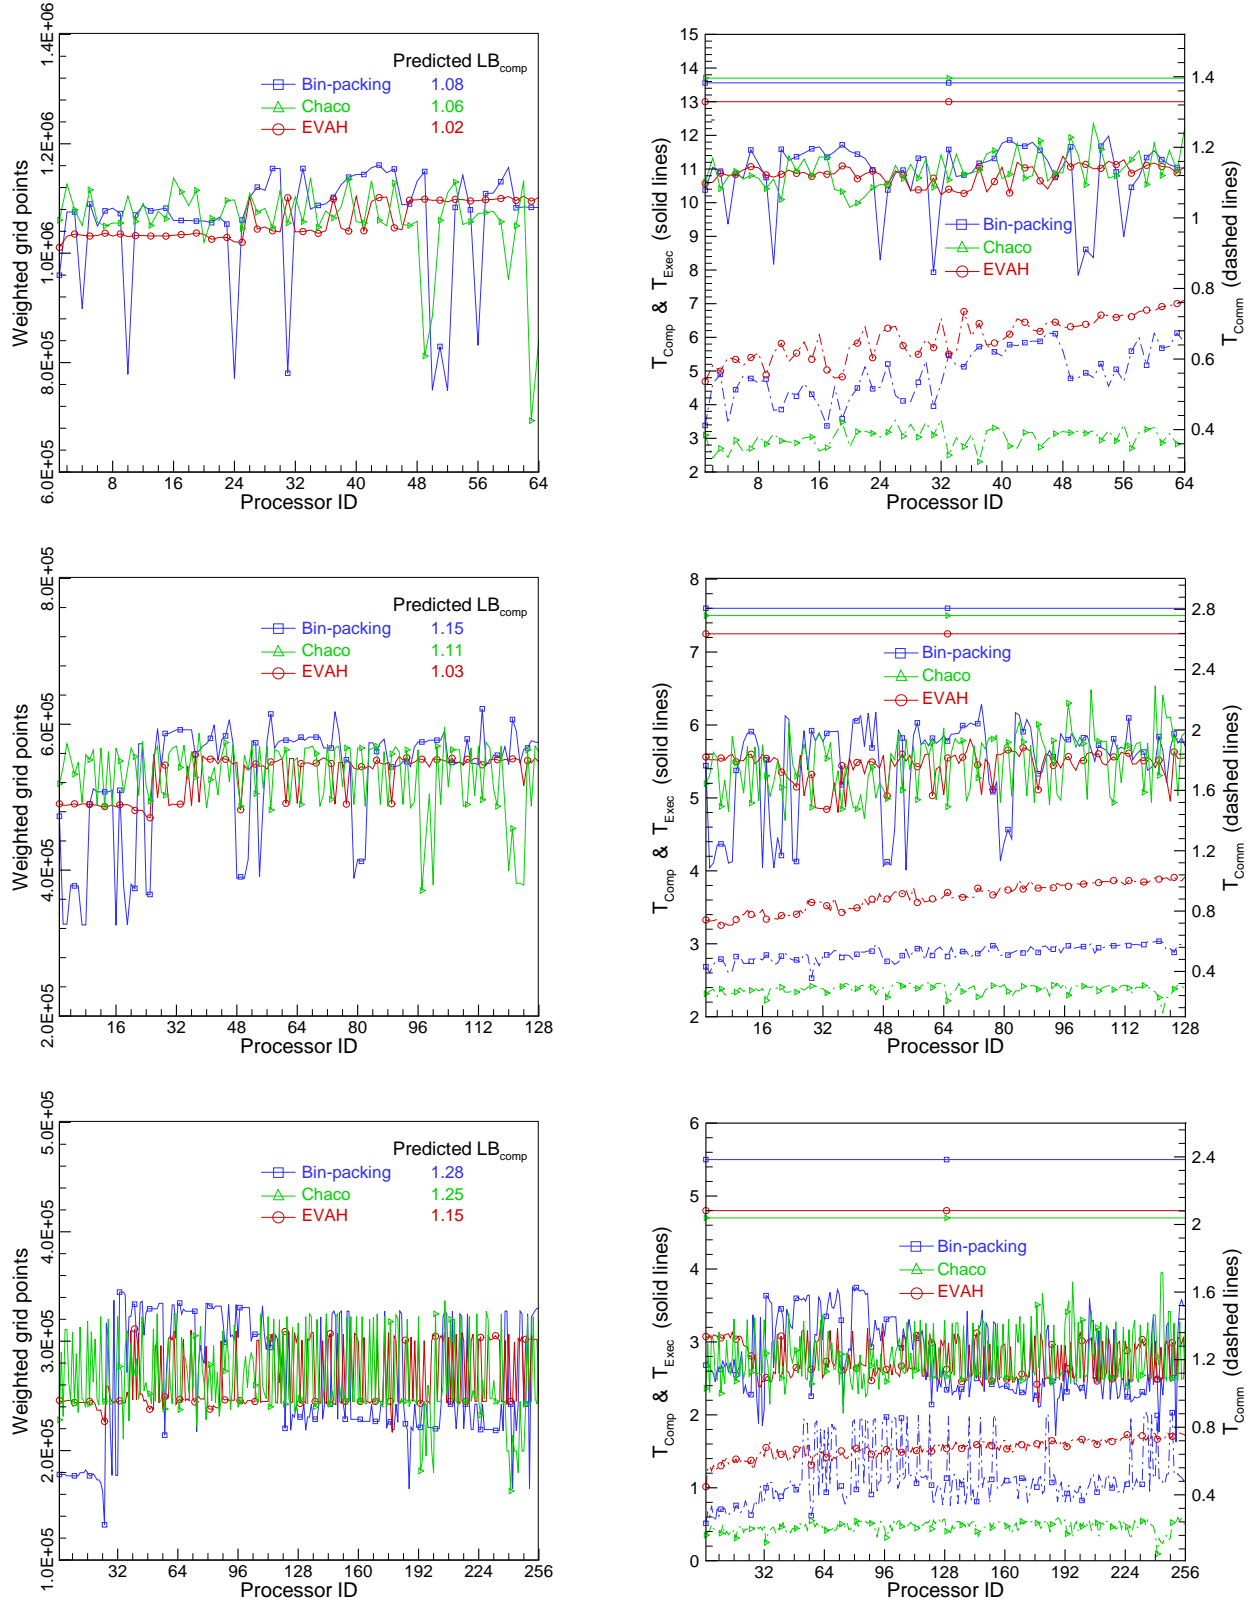 1.4E+06
1.2E+06
1.0E+06
8.0E+05
6.0E+05
Weighted grid points
Predicted LBcomp
Bin-packing 1.08
Chaco 1.06
EVAH 1.02
8 16 24 32 40 48 56 64
Processor ID
15
14
13
12
11
10
9
8
7
6
5
4
3
2
TComp & TExec (solid lines)
Bin-packing
Chaco
EVAH
1.4
1.2
1
0.8
0.6
0.4
TComm (dashed lines)
8 16 24 32 40 48 56 64
Processor ID
8.0E+05
6.0E+05
4.0E+05
2.0E+05
Weighted grid points
Predicted LBcomp
Bin-packing 1.15
Chaco 1.11
EVAH 1.03
16 32 48 64 80 96 112 128
Processor ID
8
7
6
5
4
3
2
TComp & TExec (solid lines)
Bin-packing
Chaco
EVAH
2.8
2.4
2
1.6
1.2
0.8
0.4
TComm (dashed lines)
16 32 48 64 80 96 112 128
Processor ID
5.0E+05
4.0E+05
3.0E+05
2.0E+05
1.0E+05
Weighted grid points
Predicted LBcomp
Bin-packing 1.28
Chaco 1.25
EVAH 1.15
32 64 96 128 160 192 224 256
Processor ID
6
5
4
3
2
1
0
TComp & TExec (solid lines)
Bin-packing
Chaco
EVAH
2.4
2
1.6
1.2
0.8
0.4
TComm (dashed lines)
32 64 96 128 160 192 224 256
Processor ID